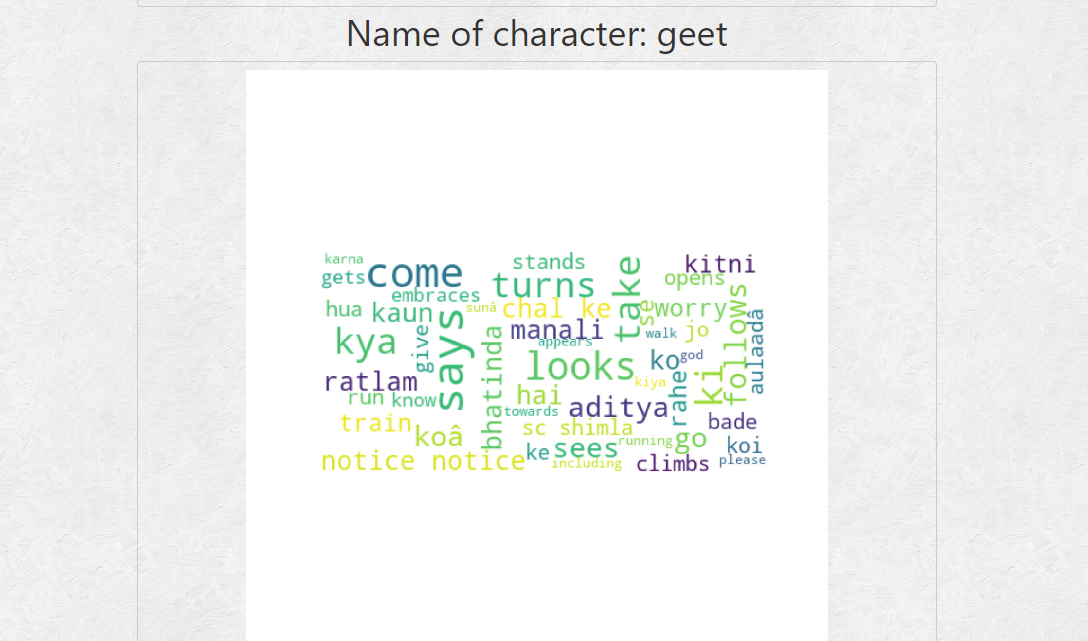 Name of character: geet
karna
gets
come
stands
turns
take
kitni
opens
embraces
hua
kaun
says
sunâ
chal ke
se
worry
follows
kya
give
bhatinda
manali
appears
walk
jo
aulaadâ
looks
ko
god
ki
ratlam
run
know
hai
kiya
rahe
towards
aditya
train
koâ
sc shimla
running
go
bade
notice notice
ke
sees
including
climbs
koi
please